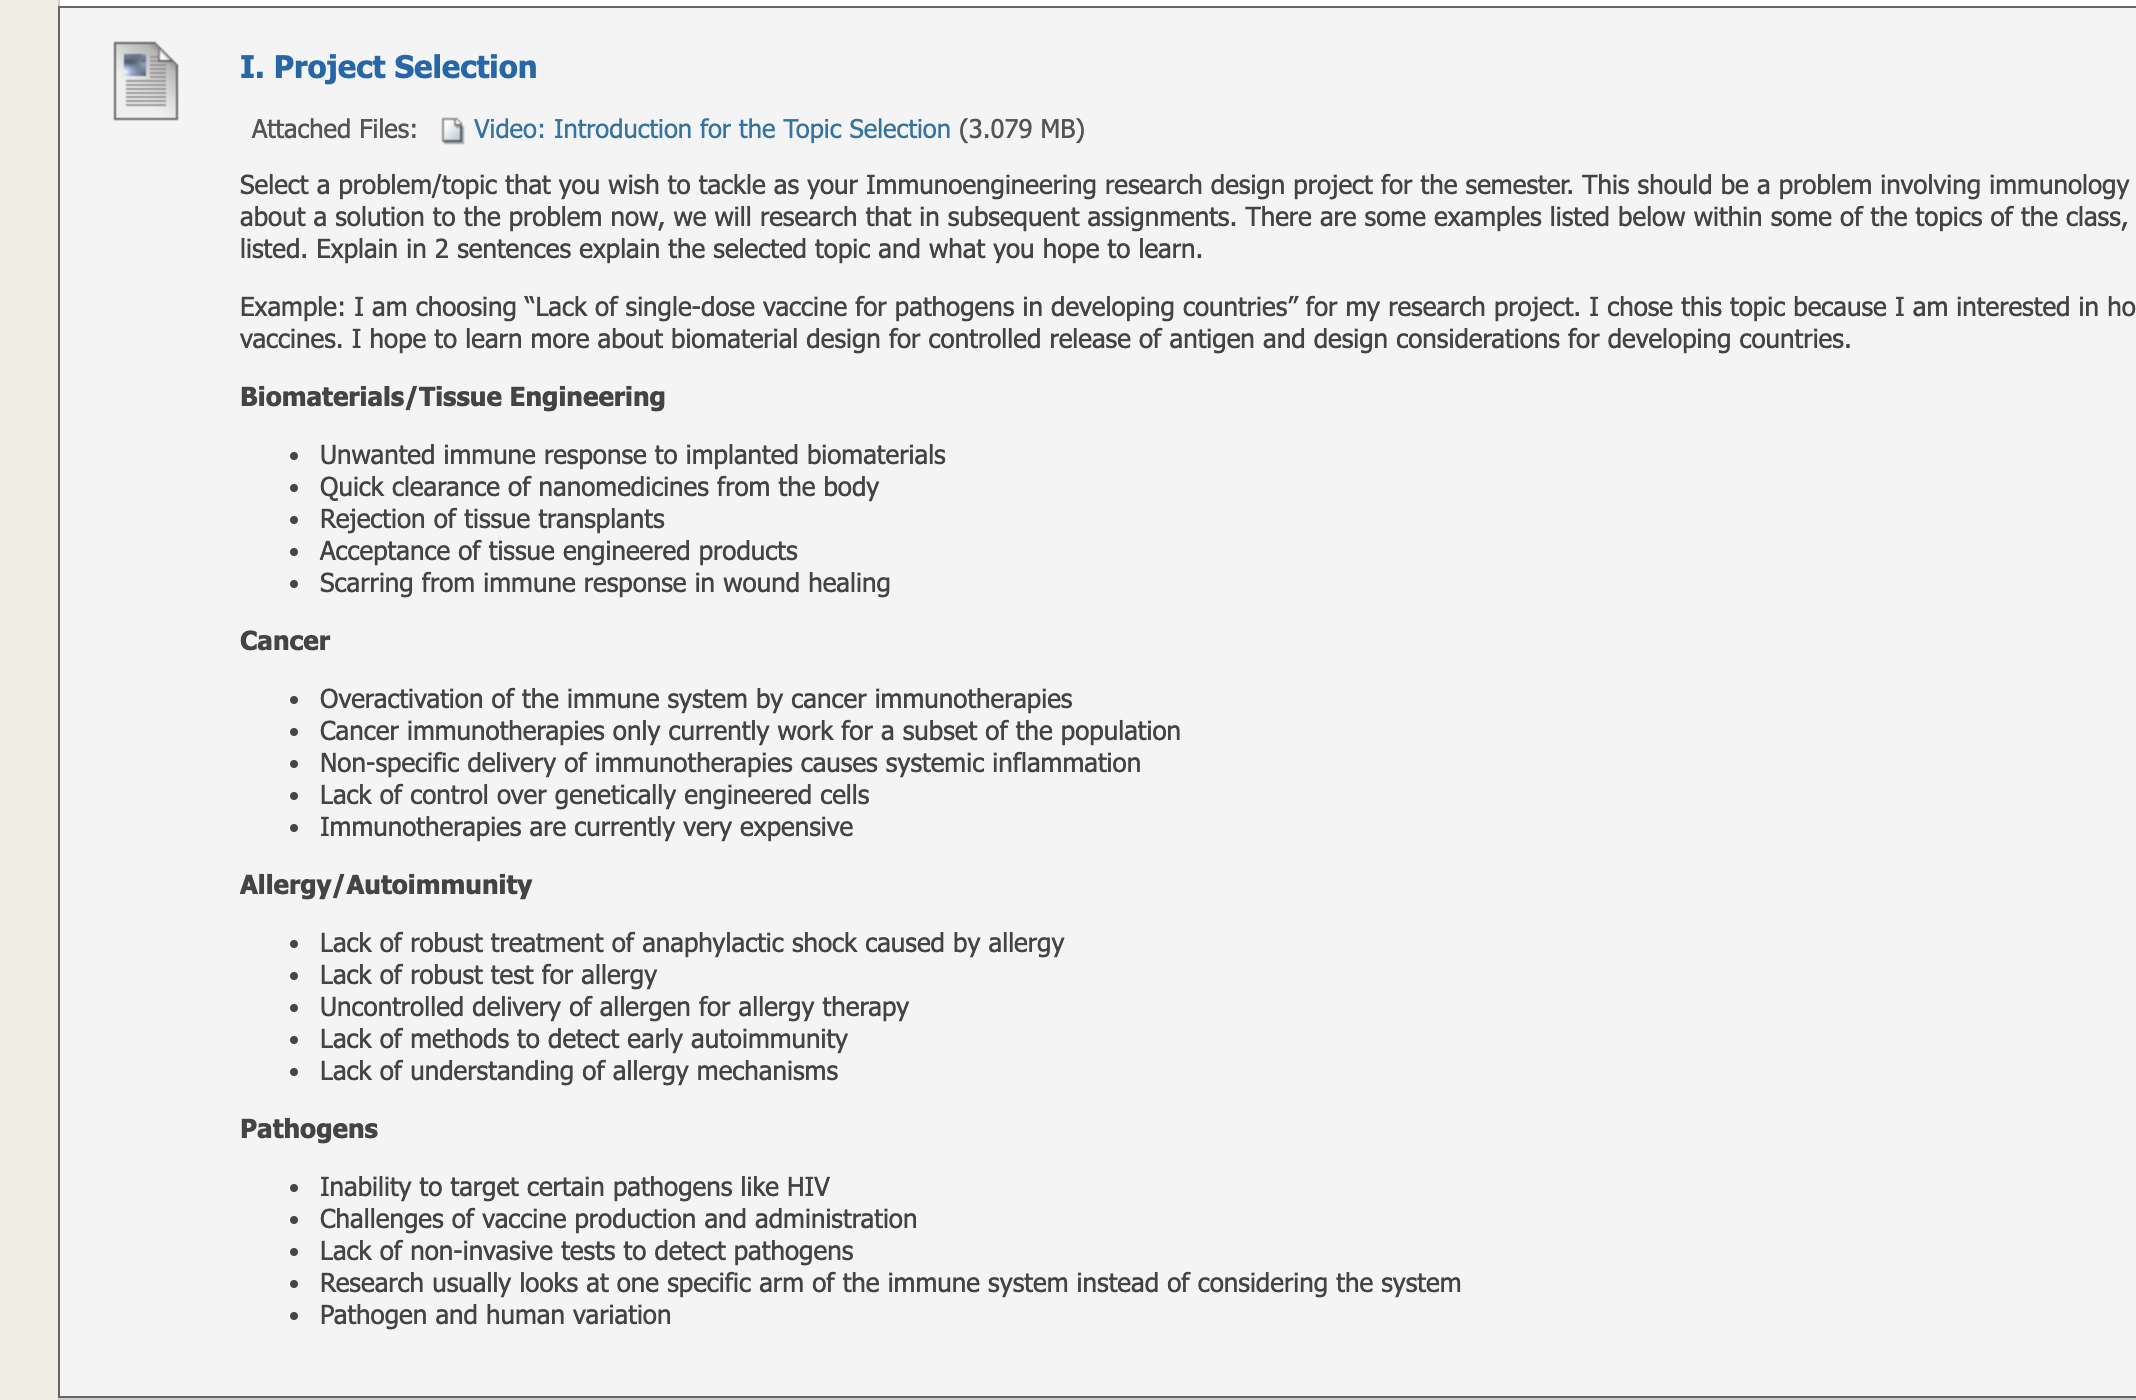 I. Project Selection
Attached Files: Video: Introduction for the Topic Selection (3.079 MB)
Select a problem/topic that you wish to tackle as your Immunoengineering research design project for the semester. This should be a problem involving immunology
about a solution to the problem now, we will research that in subsequent assignments. There are some examples listed below within some of the topics of the class,
listed. Explain in 2 sentences explain the selected topic and what you hope to learn.
Example: I am choosing “Lack of single-dose vaccine for pathogens in developing countries” for my research project. I chose this topic because I am interested in ho
vaccines. I hope to learn more about biomaterial design for controlled release of antigen and design considerations for developing countries.
Biomaterials/Tissue Engineering
• Unwanted immune response to implanted biomaterials
• Quick clearance of nanomedicines from the body
• Rejection of tissue transplants
• Acceptance of tissue engineered products
• Scarring from immune response in wound healing
Cancer
• Overactivation of the immune system by cancer immunotherapies
• Cancer immunotherapies only currently work for a subset of the population
• Non-specific delivery of immunotherapies causes systemic inflammation
• Lack of control over genetically engineered cells
• Immunotherapies are currently very expensive
Allergy/Autoimmunity
• Lack of robust treatment of anaphylactic shock caused by allergy
• Lack of robust test for allergy
• Uncontrolled delivery of allergen for allergy therapy
• Lack of methods to detect early autoimmunity
• Lack of understanding of allergy mechanisms
Pathogens
• Inability to target certain pathogens like HIV
• Challenges of vaccine production and administration
• Lack of non-invasive tests to detect pathogens
• Research usually looks at one specific arm of the immune system instead of considering the system
• Pathogen and human variation